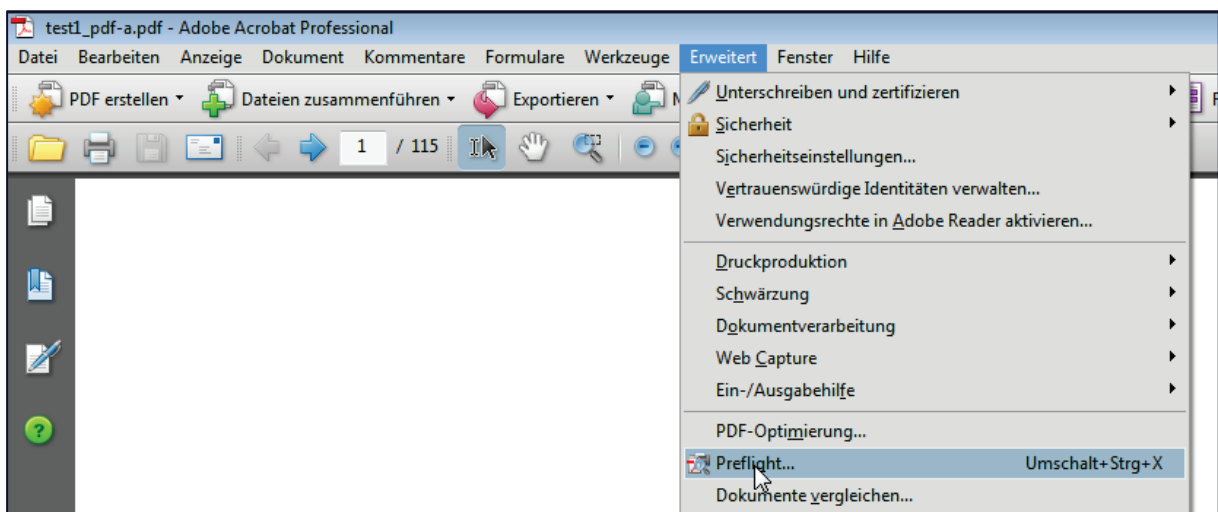 test1_pdf-a.pdf - Adobe Acrobat Professional
Datei Bearbeiten Anzeige Dokument Kommentare Formulare Werkzeuge Erweitert Fenster Hilfe
PDF erstellen Dateien zusammenführen Exportieren
1 / 115
Unterschreiben und zertifizieren
Sicherheit
Sicherheitseinstellungen...
Vertrauenswürdige Identitäten verwalten...
Verwendungsrechte in Adobe Reader aktivieren...
Druckproduktion
Schwärzung
Dokumentverarbeitung
Web Capture
Ein-/Ausgabehilfe
PDF-Optimierung...
Preflight... Umschalt+Strg+X
Dokumente vergleichen...